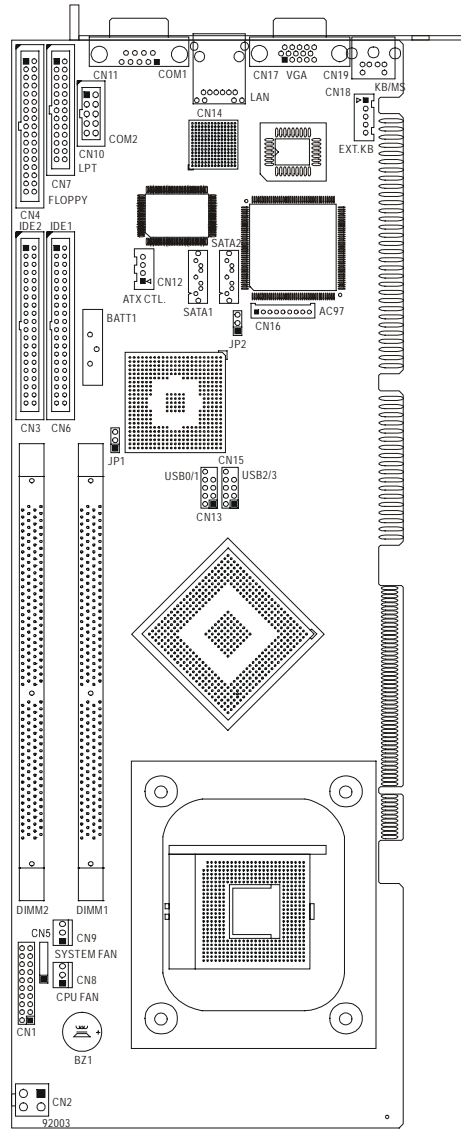 CN11
COM1
CN17 VGA
CN19
KB/MS
LAN
CN18
CN14
COM2
EXT.KB
CN10
LPT
CN7
FLOPPY
CN4
IDE2 IDE1
SATA2
CN12
ATX CTL.
SATA1
AC97
CN16
BATT1
JP2
CN3
CN6
JP1
CN15
USB0/1
USB2/3
CN13
DIMM2
DIMM1
CN5
CN9
SYSTEM FAN
CN8
CPU FAN
CN1
BZ1
CN2
92003